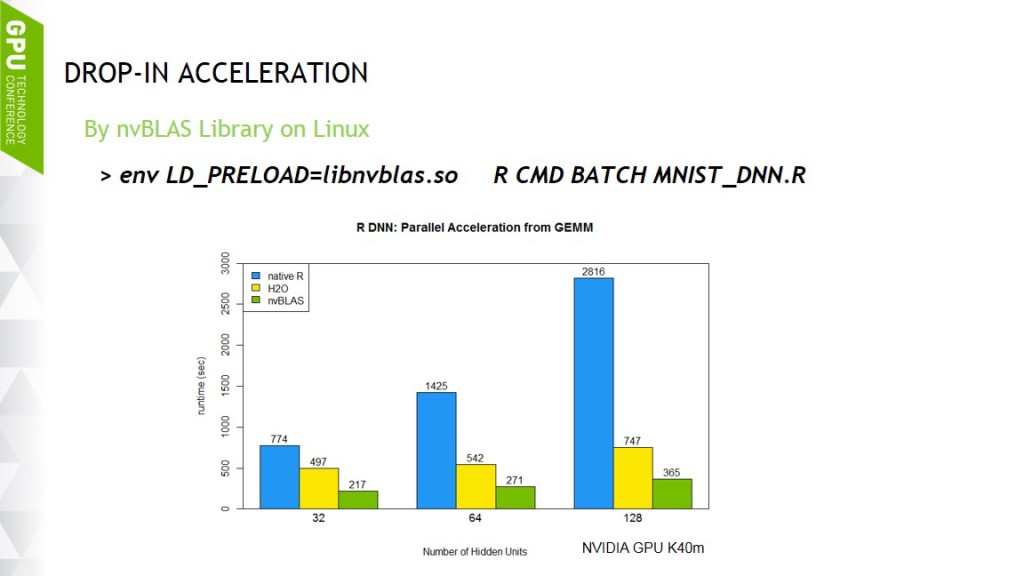 GPU TECHNOLOGY
CONFERENCE
DROP-IN ACCELERATION
By nvBLAS Library on Linux
> env LD_PRELOAD=libnvblas.so R CMD BATCH MNIST_DNN.R
R DNN: Parallel Acceleration from GEMM
native R
H2O
nvBLAS
runtime (sec)
3000
2500
2000
1500
1000
500
0
774
497
217
1425
542
271
2816
747
365
32 64 128
Number of Hidden Units
NVIDIA GPU K40m